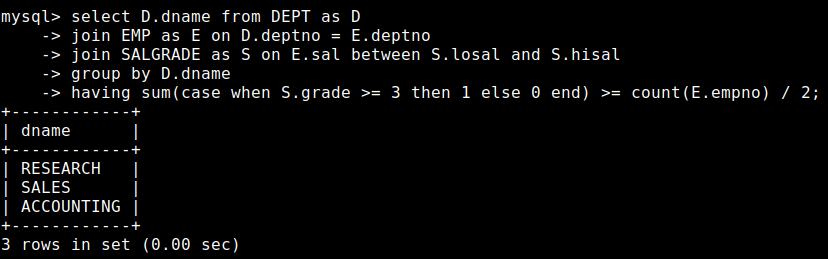 mysql> select D.dname from DEPT as D
    -> join EMP as E on D.deptno = E.deptno
    -> join SALGRADE as S on E.sal between S.losal and S.hisal
    -> group by D.dname
    -> having sum(case when S.grade >= 3 then 1 else 0 end) >= count(E.empno) / 2;
+------------+
| dname      |
+------------+
| RESEARCH   |
| SALES      |
| ACCOUNTING |
+------------+
3 rows in set (0.00 sec)